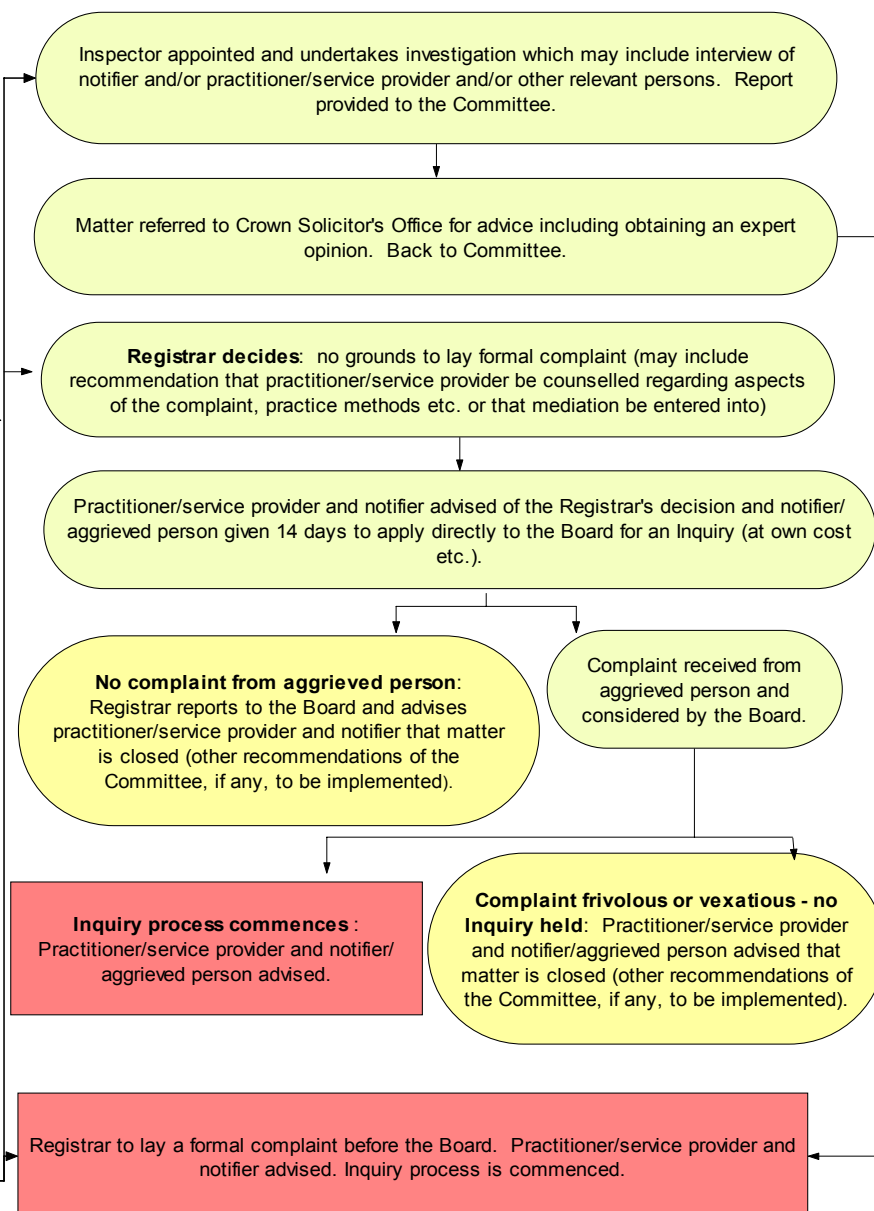 Inspector appointed and undertakes investigation which may include interview of
notifier and/or practitioner/service provider and/or other relevant persons.  Report
provided to the Committee.
Matter referred to Crown Solicitor's Office for advice including obtaining an expert
opinion.  Back to Committee.
Registrar decides:  no grounds to lay formal complaint (may include
recommendation that practitioner/service provider be counselled regarding aspects
of the complaint, practice methods etc. or that mediation be entered into)
Practitioner/service provider and notifier advised of the Registrar's decision and notifier/
aggrieved person given 14 days to apply directly to the Board for an Inquiry (at own cost
etc.).
No complaint from aggrieved person:
Registrar reports to the Board and advises
practitioner/service provider and notifier that matter
is closed (other recommendations of the
Committee, if any, to be implemented).
Complaint received from
aggrieved person and
considered by the Board.
Inquiry process commences :
Practitioner/service provider and notifier/
aggrieved person advised.
Complaint frivolous or vexatious - no
Inquiry held:  Practitioner/service provider
and notifier/aggrieved person advised that
matter is closed (other recommendations of
the Committee, if any, to be implemented).
Registrar to lay a formal complaint before the Board.  Practitioner/service provider and
notifier advised. Inquiry process is commenced.